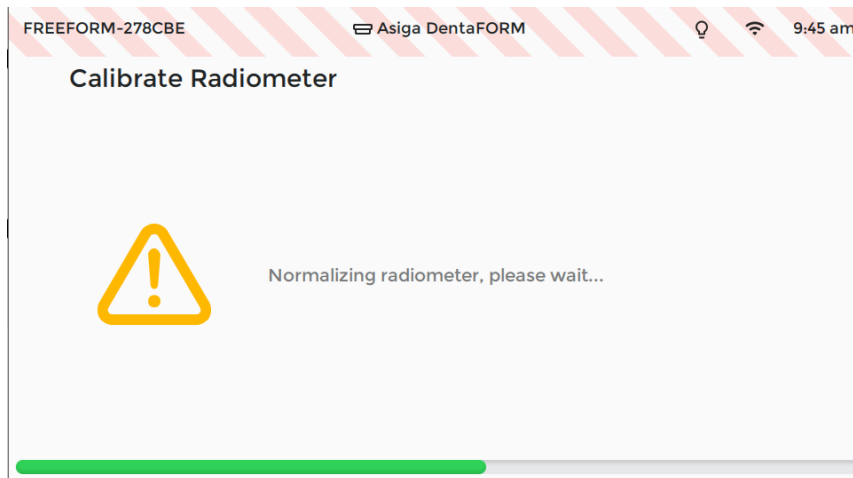 FREEFORM-278CBE Asiga DentaFORM 9:45 am
Calibrate Radiometer
Normalizing radiometer, please wait...